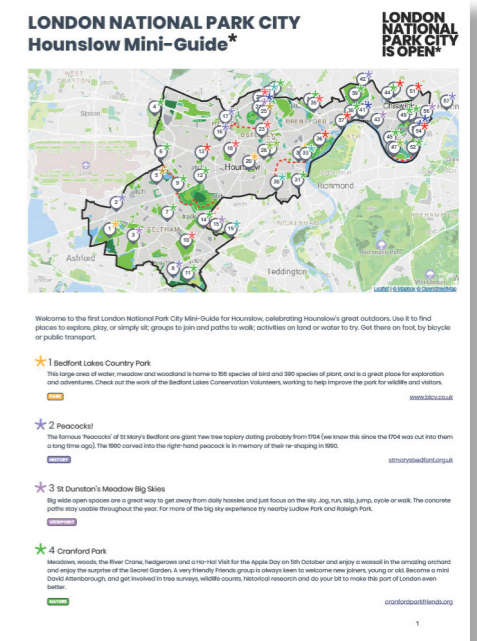 LONDON NATIONAL PARK CITY
Hounslow Mini-Guide*
LONDON
NATIONAL
PARK CITY
IS OPEN*
WEST
DRAYTON
Sipson
BRENTFORD
Chiswick
Hounslow
Richmond
FELTHAM
TWICKENHAM
Ashford
Teddington
Richmond Park
Leaflet | © Mapbox © OpenStreetMap
Welcome to the first London National Park City Mini-Guide for Hounslow, celebrating Hounslow's great outdoors. Use it to find
places to explore, play, or simply sit; groups to join and paths to walk; activities on land or water to try. Get there on foot, by bicycle
or public transport.
1 Bedfont Lakes Country Park
This large area of water, meadow and woodland is home to 156 species of bird and 390 species of plant, and is a great place for exploration
and adventures. Check out the work of the Bedfont Lakes Conservation Volunteers, working to help improve the park for wildlife and visitors.
PARK
www.blcv.co.uk
2 Peacocks!
The famous 'Peacocks' of St Mary's Bedfont are giant Yew tree topiary dating probably from 1704 (we know this since the 1704 was cut into them
a long time ago). The 1990 carved into the right-hand peacock is in memory of their re-shaping in 1990.
HISTORY
stmarysbedfont.org.uk
3 St Dunstan's Meadow Big Skies
Big wide open spaces are a great way to get away from daily hassles and just focus on the sky. Jog, run, skip, jump, cycle or walk. The concrete
paths stay usable throughout the year. For more of the big sky experience try nearby Ludlow Park and Raleigh Park.
VIEWPOINT
4 Cranford Park
Meadows, woods, the River Crane, hedgerows and a Ha-Ha! Visit for the Apple Day on 5th October and enjoy a wassail in the amazing orchard
and enjoy the surprise of the Secret Garden. A very friendly Friends group is always keen to welcome new joiners, young or old. Become a mini
David Attenborough, and get involved in tree surveys, wildlife counts, historical research and do your bit to make this part of London even
better.
NATURE
cranfordparkfriends.org
1